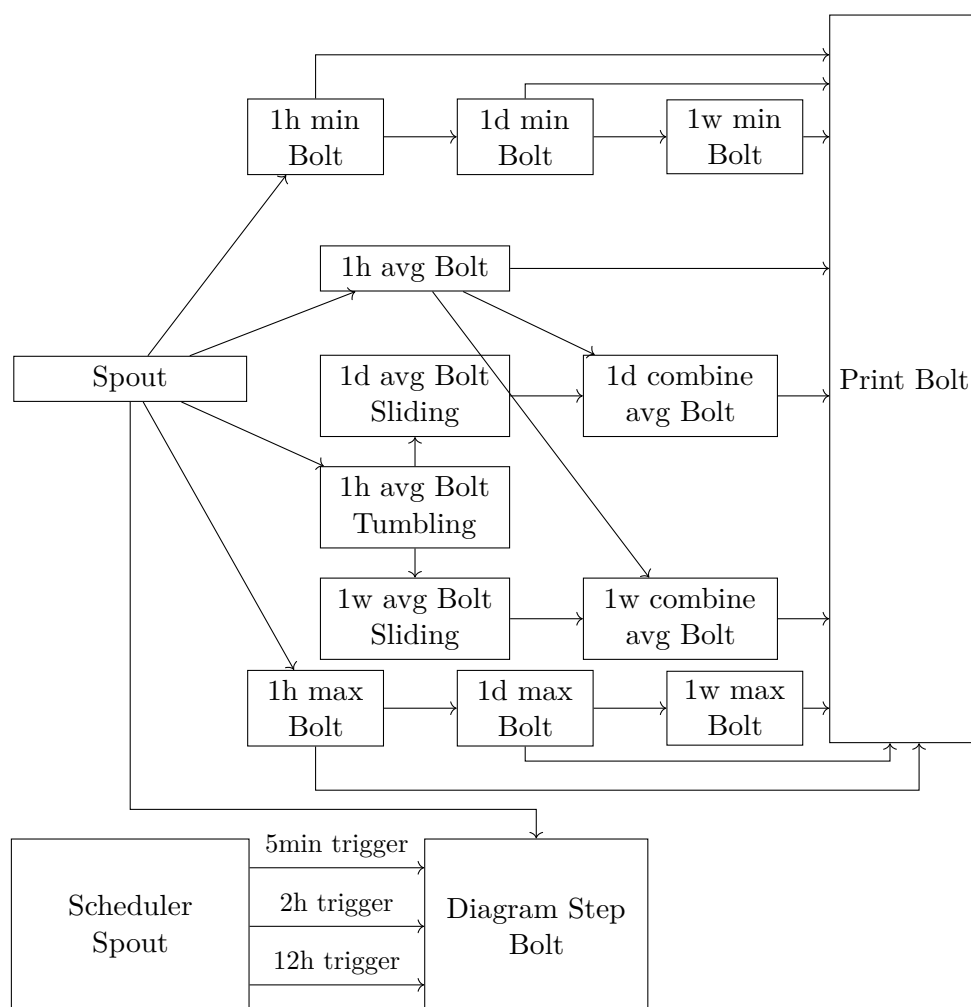 1h min
Bolt
1d min
Bolt
1w min
Bolt
1h avg Bolt
Spout
1d avg Bolt
Sliding
1d combine
avg Bolt
Print Bolt
1h avg Bolt
Tumbling
1w avg Bolt
Sliding
1w combine
avg Bolt
1h max
Bolt
1d max
Bolt
1w max
Bolt
Scheduler
Spout
5min trigger
2h trigger
12h trigger
Diagram Step
Bolt